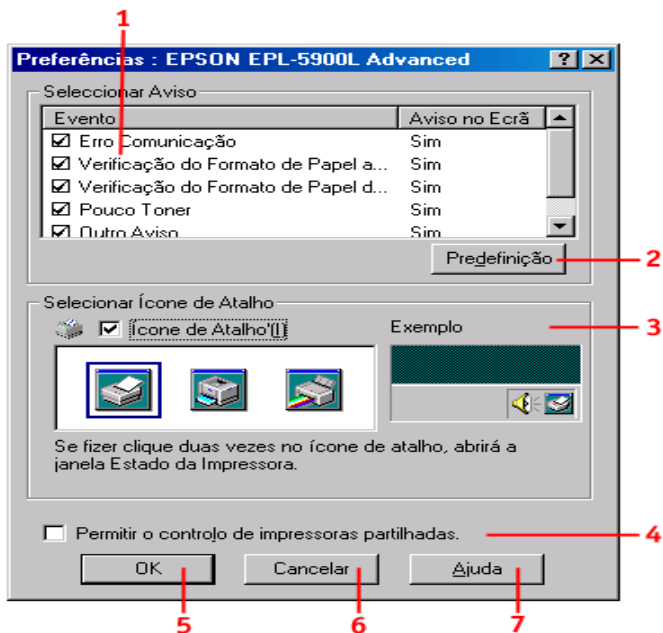 1
Preferências : EPSON EPL-5900L Advanced
Seleccionar Aviso
Evento Aviso no Ecrã
Erro Comunicação Sim
Verificação do Formato de Papel a... Sim
Verificação do Formato de Papel d... Sim
Pouco Toner Sim
Outro Aviso Sim
Predefinição 2
Selecionar Ícone de Atalho
Ícone de Atalho'(I) Exemplo 3
Se fizer clique duas vezes no ícone de atalho, abrirá a
janela Estado da Impressora.
Permitir o controlo de impressoras partilhadas. 4
OK Cancelar Ajuda
5 6 7